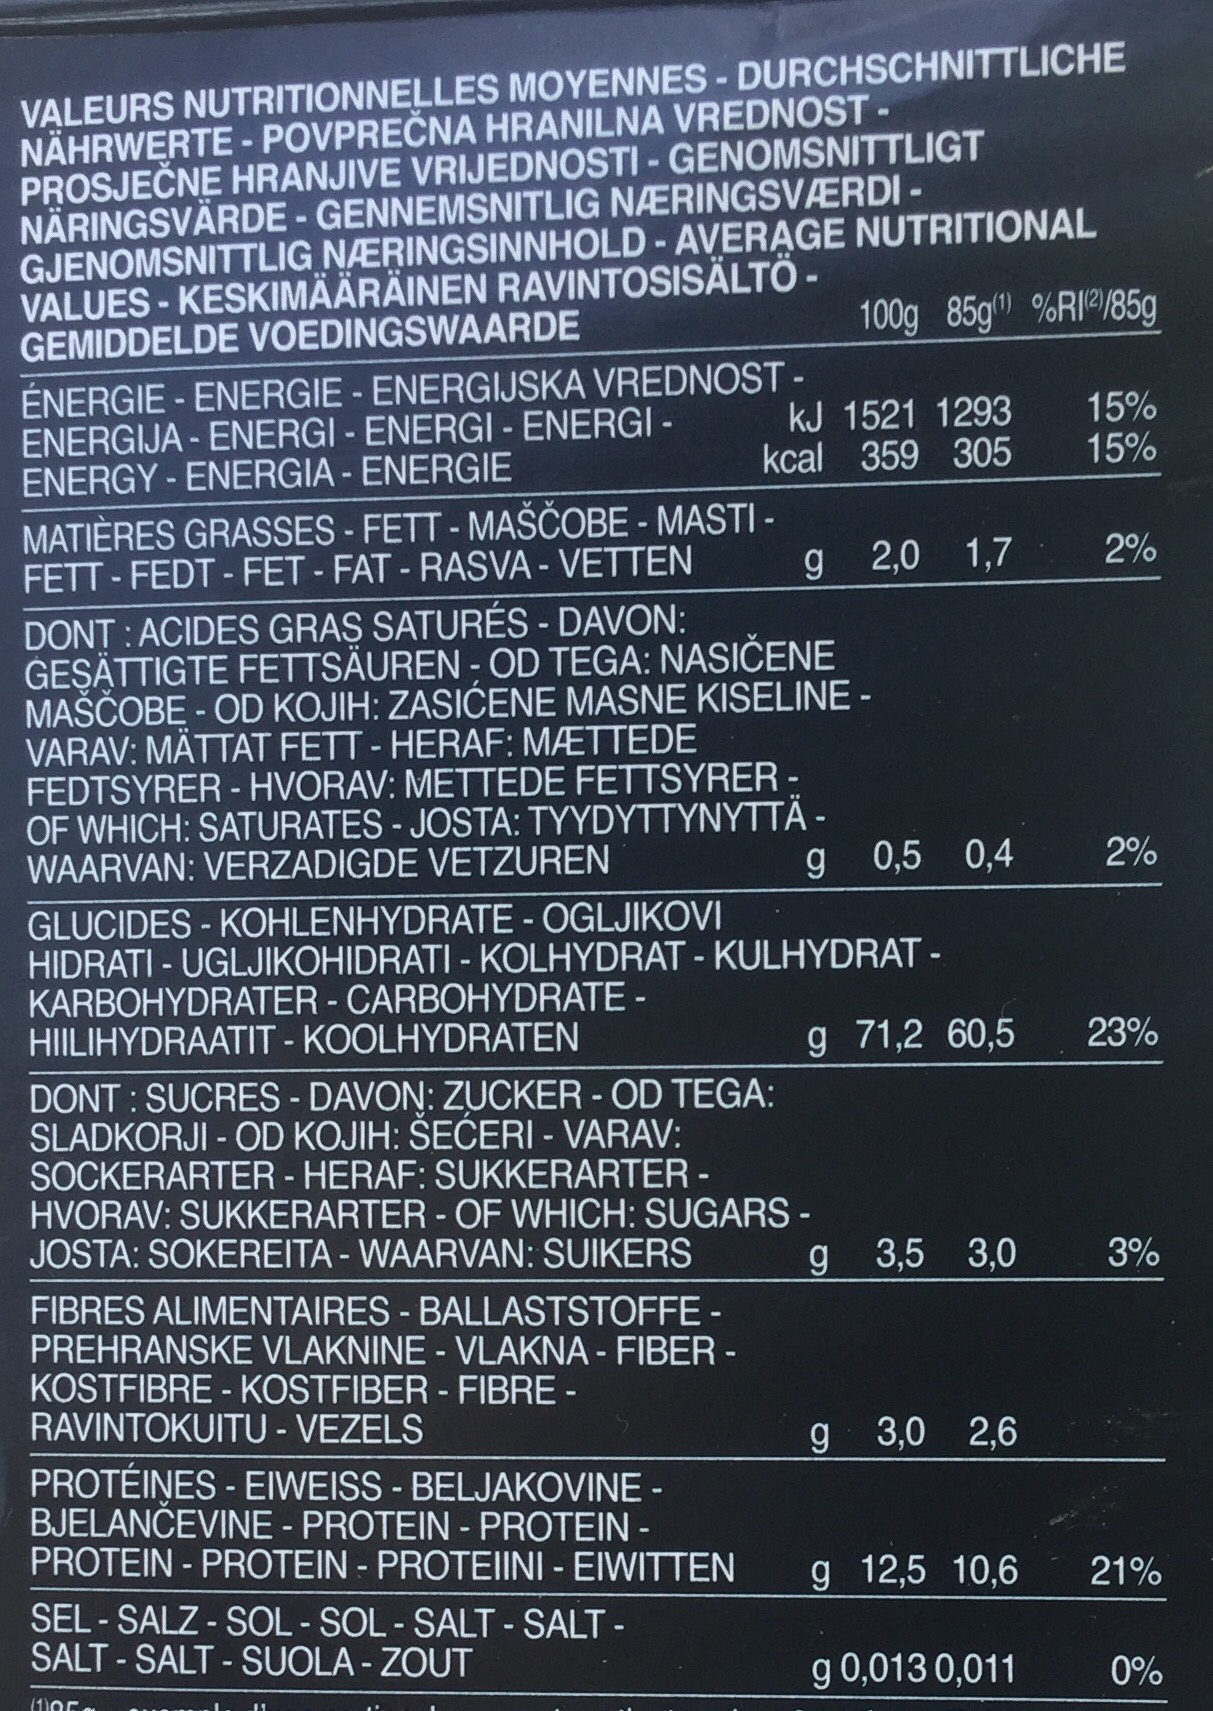 VALEURS NUTRITIONNELLES MOYENNES - DURCHSCHNITTLICHE
NÄHRWERTE - POVPREČNA HRANILNA VREDNOST -
PROSJEČNE HRANJIVE VRIJEDNOSTI - GENOMSNITTLIGT
NÄRINGSVÄRDE - GENNEMSNITLIG NÆRINGSVÆRDI -
GJENOMSNITTLIG NÆRINGSINNHOLD - AVERAGE NUTRITIONAL
VALUES - KESKIMÄÄRÄINEN RAVINTOSISÄLTÖ -
GEMIDDELDE VOEDINGSWAARDE 100g 85g(1) %RI(2)/85g
ÉNERGIE - ENERGIE - ENERGIJSKA VREDNOST -
ENERGIJA - ENERGI - ENERGI - ENERGI - kJ 1521 1293 15%
ENERGY - ENERGIA - ENERGIE kcal 359 305 15%
MATIÈRES GRASSES - FETT - MAŠČOBE - MASTI -
FETT - FEDT - FET - FAT - RASVA - VETTEN g 2,0 1,7 2%
DONT : ACIDES GRAS SATURÉS - DAVON:
GESÄTTIGTE FETTSÄUREN - OD TEGA: NASIČENE
MAŠČOBE - OD KOJIH: ZASIĆENE MASNE KISELINE -
VARAV: MÄTTAT FETT - HERAF: MÆTTEDE
FEDTSYRER - HVORAV: METTEDE FETTSYRER -
OF WHICH: SATURATES - JOSTA: TYYDYTTYNYTTÄ -
WAARVAN: VERZADIGDE VETZUREN g 0,5 0,4 2%
GLUCIDES - KOHLENHYDRATE - OGLJIKOVI
HIDRATI - UGLJIKOHIDRATI - KOLHYDRAT - KULHYDRAT -
KARBOHYDRATER - CARBOHYDRATE -
HIILIHYDRAATIT - KOOLHYDRATEN g 71,2 60,5 23%
DONT : SUCRES - DAVON: ZUCKER - OD TEGA:
SLADKORJI - OD KOJIH: ŠEĆERI - VARAV:
SOCKERARTER - HERAF: SUKKERARTER -
HVORAV: SUKKERARTER - OF WHICH: SUGARS -
JOSTA: SOKEREITA - WAARVAN: SUIKERS g 3,5 3,0 3%
FIBRES ALIMENTAIRES - BALLASTSTOFFE -
PREHRANSKE VLAKNINE - VLAKNA - FIBER -
KOSTFIBRE - KOSTFIBER - FIBRE -
RAVINTOKUITU - VEZELS g 3,0 2,6
PROTÉINES - EIWEISS - BELJAKOVINE -
BJELANČEVINE - PROTEIN - PROTEIN -
PROTEIN - PROTEIN - PROTEIINI - EIWITTEN g 12,5 10,6 21%
SEL - SALZ - SOL - SOL - SALT - SALT -
SALT - SALT - SUOLA - ZOUT g 0,013 0,011 0%